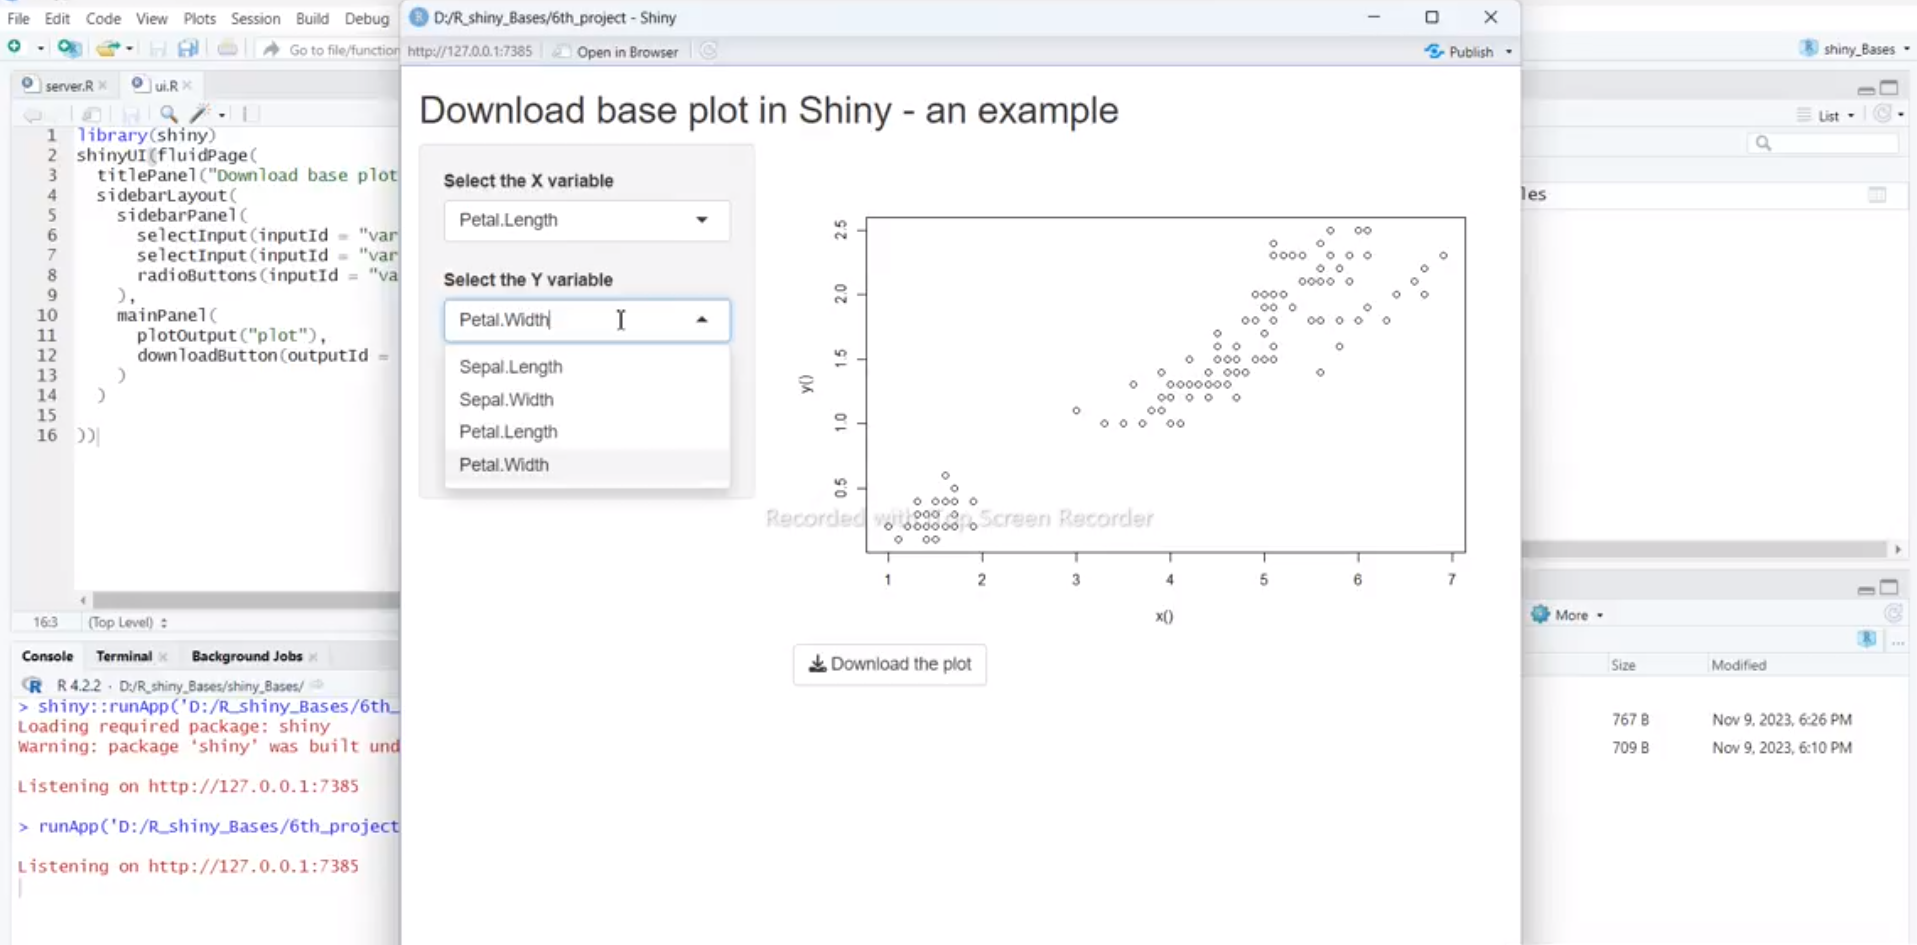 File Edit Code View Plots Session Build Debug
Go to file/function
shiny_Bases
server.R
ui.R
1 library(shiny)
2 shinyUI(fluidPage(
3 titlePanel("Download base plot
4 sidebarLayout(
5 sidebarPanel(
6 selectInput(inputId = "var
7 selectInput(inputId = "var
8 radioButtons(inputId = "va
9 ),
10 mainPanel(
11 plotOutput("plot"),
12 downloadButton(outputId =
13 )
14 )
15
16 ))
16:3 (Top Level)
Console Terminal Background Jobs
R 4.2.2 · D:/R_shiny_Bases/shiny_Bases/
> shiny::runApp('D:/R_shiny_Bases/6th_
Loading required package: shiny
Warning: package ‘shiny’ was built und
Listening on http://127.0.0.1:7385
> runApp('D:/R_shiny_Bases/6th_project
Listening on http://127.0.0.1:7385
D:/R_shiny_Bases/6th_project - Shiny
http://127.0.0.1:7385 Open in Browser
Publish
Download base plot in Shiny - an example
Select the X variable
Petal.Length
Select the Y variable
Petal.Width
Sepal.Length
Sepal.Width
Petal.Length
Petal.Width
y()
2.5
2.0
1.5
1.0
0.5
1 2 3 4 5 6 7
x()
Recorded with iTop Screen Recorder
Download the plot
List
les
More
Size Modified
767 B Nov 9, 2023, 6:26 PM
709 B Nov 9, 2023, 6:10 PM